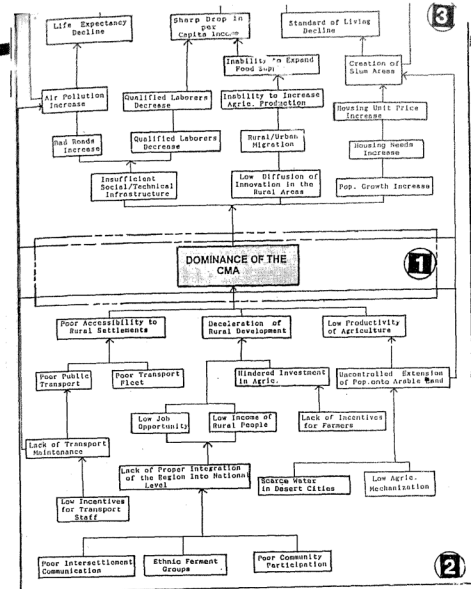 Life Expectancy
Decline
Sharp Drop in
per
Capita Income
Standard of Living
Decline
3
Inability to Expand
Food Sup
Creation of
Slum Areas
Air Pollution
Increase
Qualified Laborers
Decrease
Inability to Increase
Agric. Production
Housing Unit Price
Increase
Bad Roads
Increase
Qualified Laborers
Decrease
Rural/Urban
Migration
Housing Needs
Increase
Insufficient
Social/Technical
Infrastructure
Low Diffusion of
Innovation in the
Rural Areas
Pop. Growth Increase
DOMINANCE OF THE
CMA
1
Poor Accessibility to
Rural Settlements
Deceleration of
Rural Development
Low Productivity
of Agriculture
Poor Public
Transport
Poor Transport
Fleet
Hindered Investment
in Agric.
Uncontrolled Extension
of Pop. onto Arable Land
Low Job
Opportunity
Low Income of
Rural People
Lack of Incentives
for Farmers
Lack of Transport
Maintenance
Lack of Proper Integration
of the Region Into National
Level
Scarce Water
in Desert Cities
Low Agric.
Mechanization
Low Incentives
for Transport
Staff
Poor Intersettlement
Communication
Ethnic Ferment
Groups
Poor Community
Participation
2